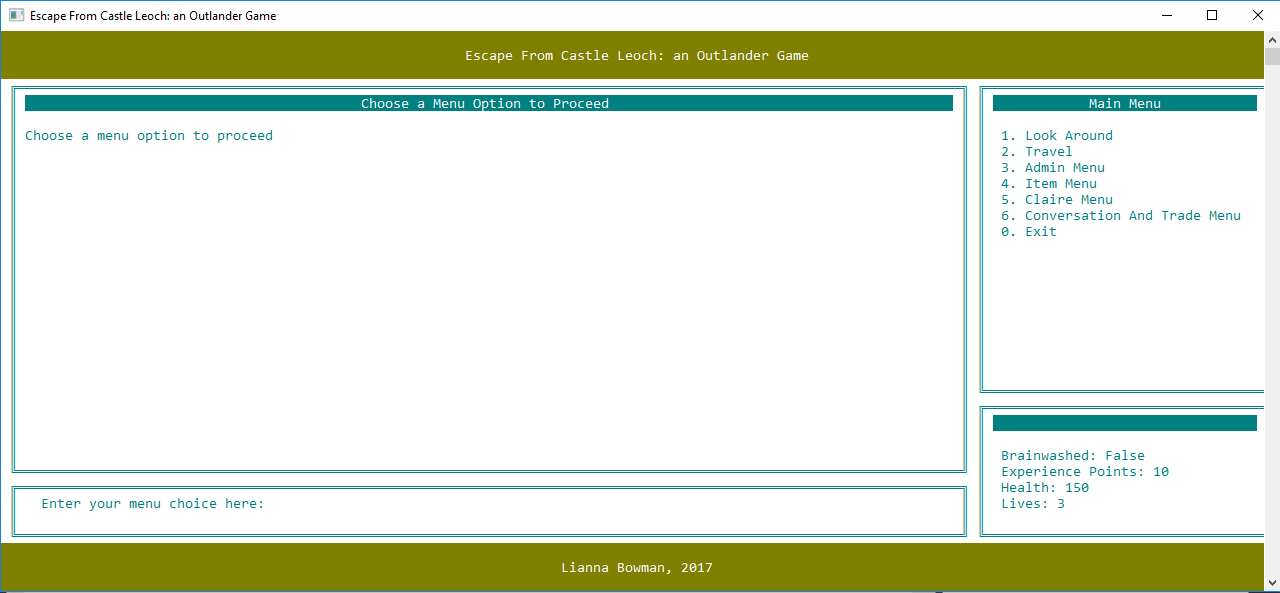 Escape From Castle Leoch: an Outlander Game
Escape From Castle Leoch: an Outlander Game
Choose a Menu Option to Proceed
Choose a menu option to proceed
Enter your menu choice here:
Main Menu
1. Look Around
2. Travel
3. Admin Menu
4. Item Menu
5. Claire Menu
6. Conversation And Trade Menu
0. Exit
Brainwashed: False
Experience Points: 10
Health: 150
Lives: 3
Lianna Bowman, 2017